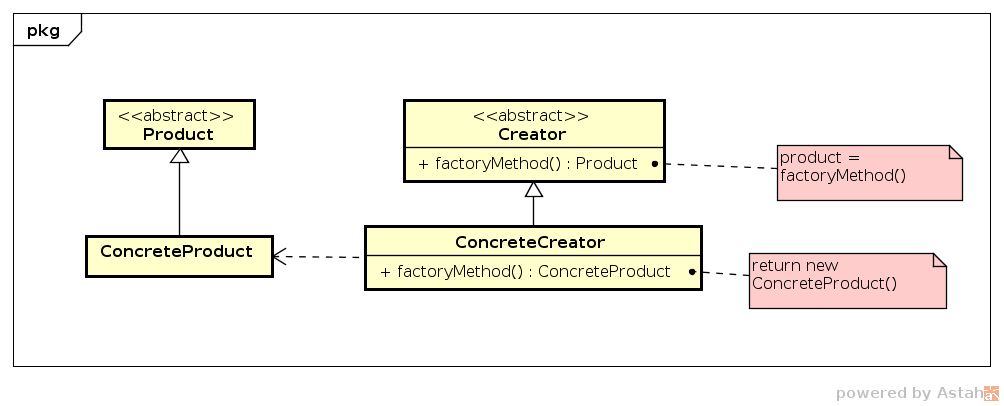 pkg
<<abstract>>
Product
<<abstract>>
Creator
+ factoryMethod() : Product
product =
factoryMethod()
ConcreteProduct
ConcreteCreator
+ factoryMethod() : ConcreteProduct
return new
ConcreteProduct()
powered by Astah